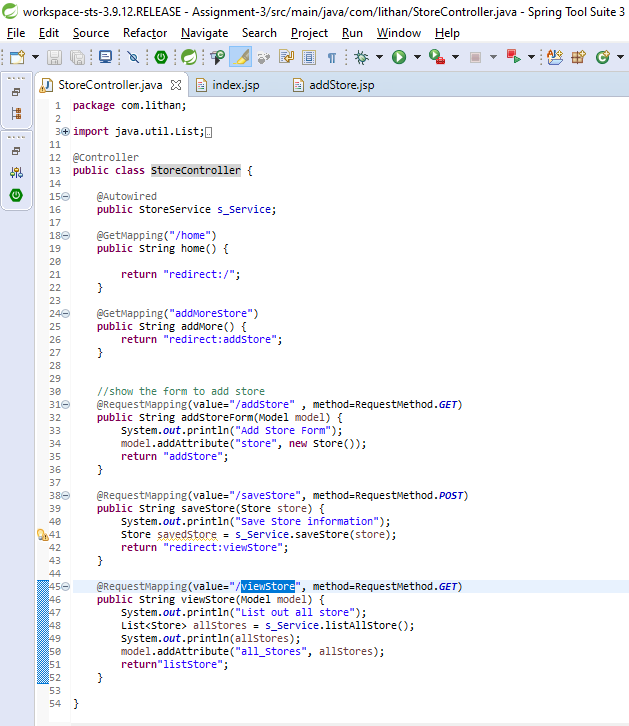 workspace-sts-3.9.12.RELEASE - Assignment-3/src/main/java/com/lithan/StoreController.java - Spring Tool Suite 3
File Edit Source Refactor Navigate Search Project Run Window Help
StoreController.java index.jsp addStore.jsp
1 package com.lithan;
2
3 import java.util.List;
11
12 @Controller
13 public class StoreController {
14
15 @Autowired
16 public StoreService s_Service;
17
18 @GetMapping("/home")
19 public String home() {
20
21 return "redirect:/";
22 }
23
24 @GetMapping("addMoreStore")
25 public String addMore() {
26 return "redirect:addStore";
27 }
28
29
30 //show the form to add store
31 @RequestMapping(value="/addStore" , method=RequestMethod.GET)
32 public String addStoreForm(Model model) {
33 System.out.println("Add Store Form");
34 model.addAttribute("store", new Store());
35 return "addStore";
36 }
37
38 @RequestMapping(value="/saveStore", method=RequestMethod.POST)
39 public String saveStore(Store store) {
40 System.out.println("Save Store information");
41 Store savedStore = s_Service.saveStore(store);
42 return "redirect:viewStore";
43 }
44
45 @RequestMapping(value="/viewStore", method=RequestMethod.GET)
46 public String viewStore(Model model) {
47 System.out.println("List out all store");
48 List<Store> allStores = s_Service.listAllStore();
49 System.out.println(allStores);
50 model.addAttribute("all_Stores", allStores);
51 return"listStore";
52 }
53
54 }